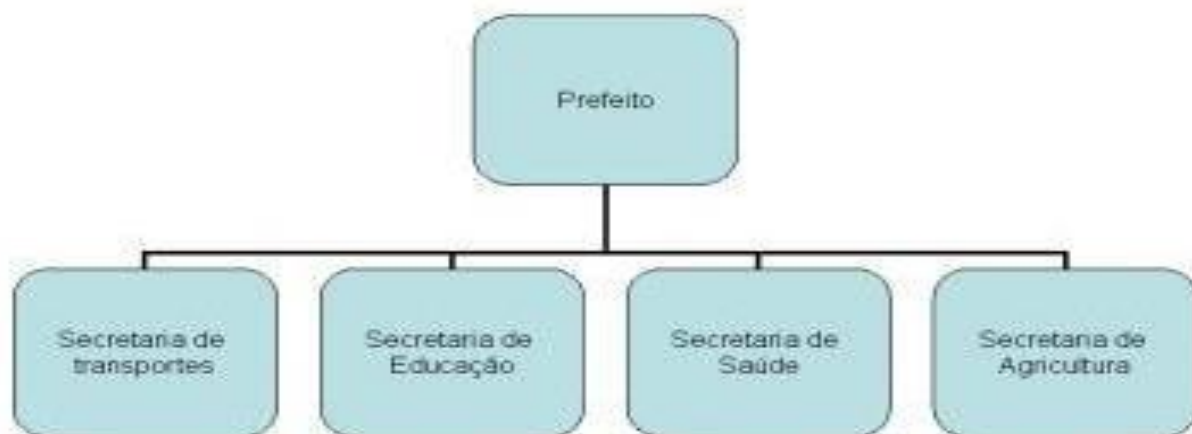 Prefeito
Secretaria de
transportes
Secretaria de
Educação
Secretaria de
Saúde
Secretaria de
Agricultura